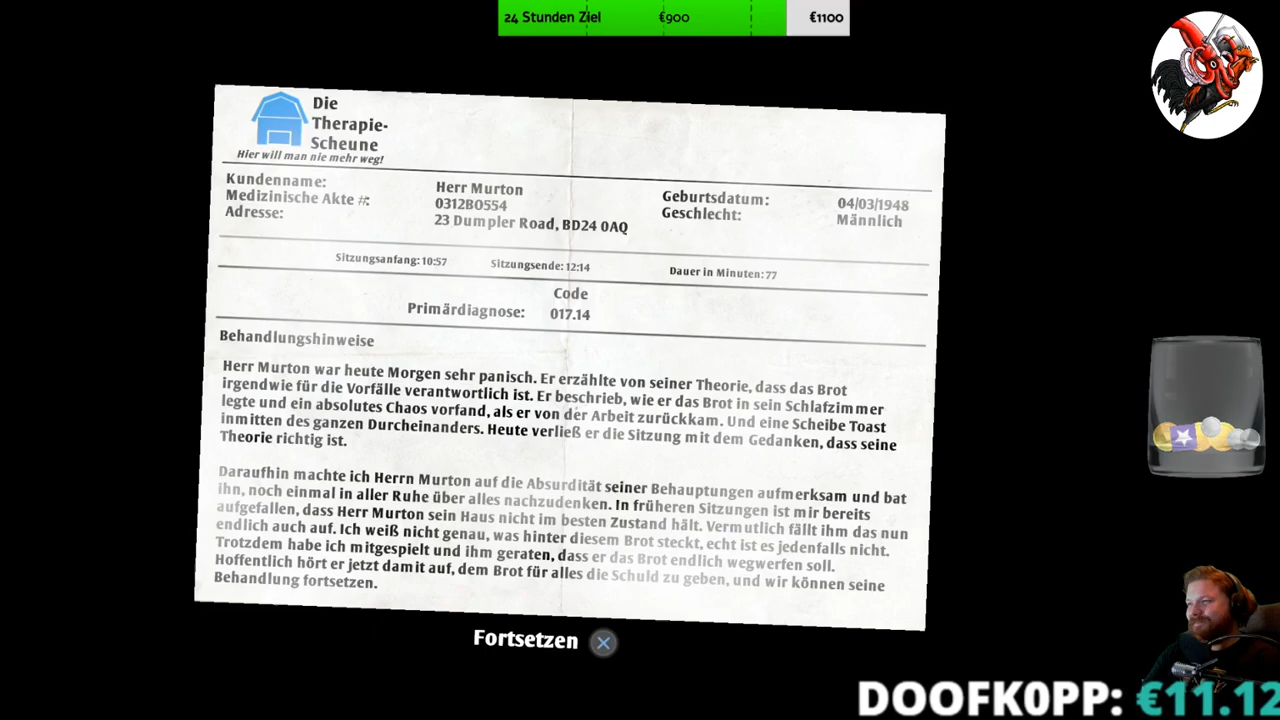 24 Stunden Ziel €900 €1100
Die
Therapie-
Scheune
Hier will man nie mehr weg!
Kundenname: Herr Murton Geburtsdatum: 04/03/1948
Medizinische Akte #: 0312B0554 Geschlecht: Männlich
Adresse: 23 Dumpler Road, BD24 0AQ
Sitzungsanfang: 10:57 Sitzungsende: 12:14 Dauer in Minuten: 77
Code
Primärdiagnose: 017.14
Behandlungshinweise
Herr Murton war heute Morgen sehr panisch. Er erzählte von seiner Theorie, dass das Brot
irgendwie für die Vorfälle verantwortlich ist. Er beschrieb, wie er das Brot in sein Schlafzimmer
legte und ein absolutes Chaos vorfand, als er von der Arbeit zurückkam. Und eine Scheibe Toast
inmitten des ganzen Durcheinanders. Heute verließ er die Sitzung mit dem Gedanken, dass seine
Theorie richtig ist.
Daraufhin machte ich Herrn Murton auf die Absurdität seiner Behauptungen aufmerksam und bat
ihn, noch einmal in aller Ruhe über alles nachzudenken. In früheren Sitzungen ist mir bereits
aufgefallen, dass Herr Murton sein Haus nicht im besten Zustand hält. Vermutlich fällt ihm das nun
endlich auch auf. Ich weiß nicht genau, was hinter diesem Brot steckt, echt ist es jedenfalls nicht.
Trotzdem habe ich mitgespielt und ihm geraten, dass er das Brot endlich wegwerfen soll.
Hoffentlich hört er jetzt damit auf, dem Brot für alles die Schuld zu geben, und wir können seine
Behandlung fortsetzen.
Fortsetzen
DOOFK0PP: €11.12